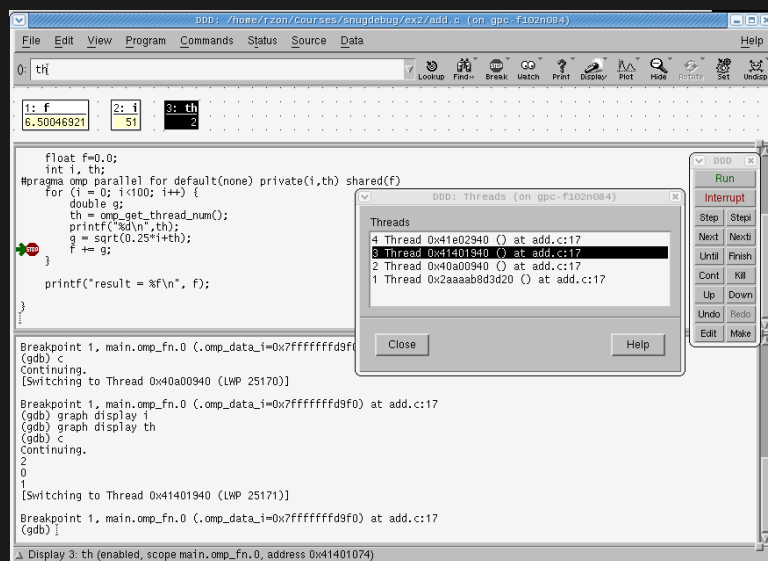 DDD: /home/rzon/Courses/snugdebug/ex2/add.c (on gpc-f102n084)
File Edit View Program Commands Status Source Data Help
(): th
Lookup Find» Break Watch Print Display Plot Hide Rotate Set Undisp
1: f
6.50046921
2: i
51
3: th
2
float f=0.0;
int i, th;
#pragma omp parallel for default(none) private(i,th) shared(f)
for (i = 0; i<100; i++) {
double g;
th = omp_get_thread_num();
printf("%d\n",th);
g = sqrt(0.25*i+th);
STOP f += g;
}
printf("result = %f\n", f);
}
DDD: Threads (on gpc-f102n084)
Threads
4 Thread 0x41e02940 () at add.c:17
3 Thread 0x41401940 () at add.c:17
2 Thread 0x40a00940 () at add.c:17
1 Thread 0x2aaaab8d3d20 () at add.c:17
Close Help
DDD
Run
Interrupt
Step Stepi
Next Nexti
Until Finish
Cont Kill
Up Down
Undo Redo
Edit Make
Breakpoint 1, main.omp_fn.0 (.omp_data_i=0x7fffffffd9f0
(gdb) c
Continuing.
[Switching to Thread 0x40a00940 (LWP 25170)]
Breakpoint 1, main.omp_fn.0 (.omp_data_i=0x7fffffffd9f0) at add.c:17
(gdb) graph display i
(gdb) graph display th
(gdb) c
Continuing.
2
0
1
[Switching to Thread 0x41401940 (LWP 25171)]
Breakpoint 1, main.omp_fn.0 (.omp_data_i=0x7fffffffd9f0) at add.c:17
(gdb)
Display 3: th (enabled, scope main.omp_fn.0, address 0x41401074)